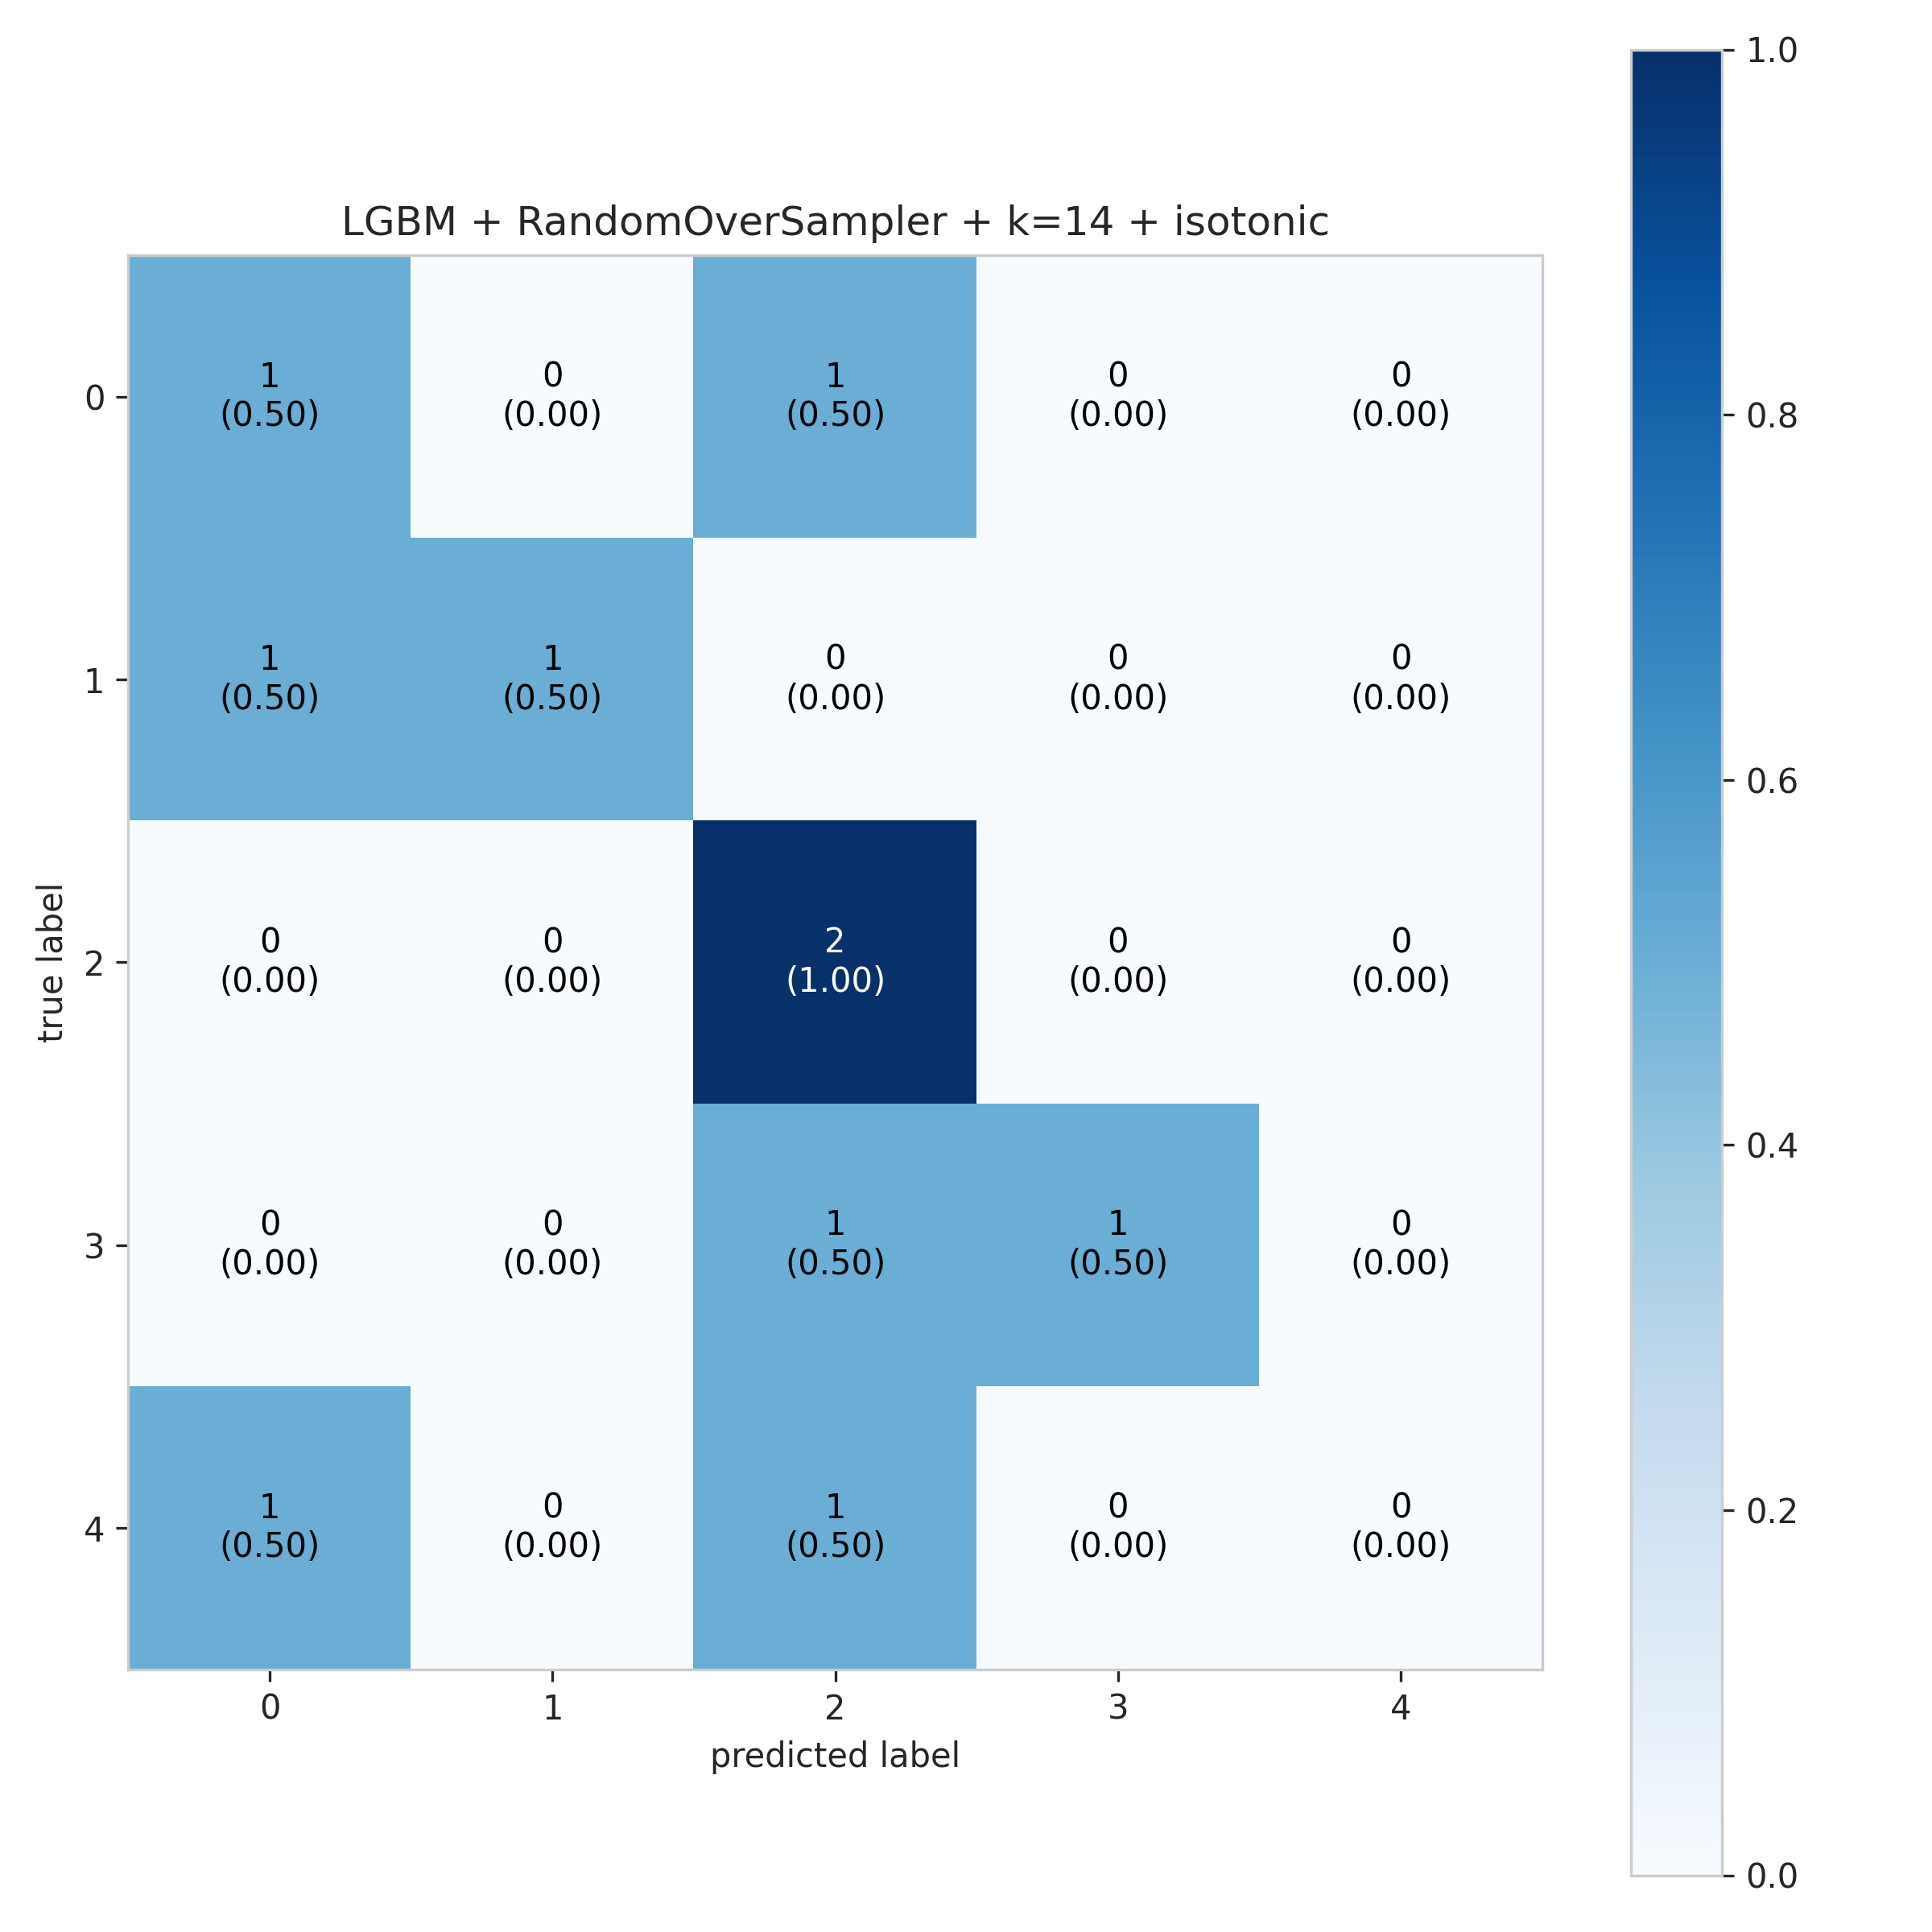 LGBM + RandomOverSampler + k=14 + isotonic
1 0 1 0 0
(0.50) (0.00) (0.50) (0.00) (0.00)
0
1 1 0 0 0
(0.50) (0.50) (0.00) (0.00) (0.00)
1
0 0 2 0 0
(0.00) (0.00) (1.00) (0.00) (0.00)
2
0 0 1 1 0
(0.00) (0.00) (0.50) (0.50) (0.00)
3
1 0 1 0 0
(0.50) (0.00) (0.50) (0.00) (0.00)
4
true label
0 1 2 3 4
predicted label
1.0
0.8
0.6
0.4
0.2
0.0